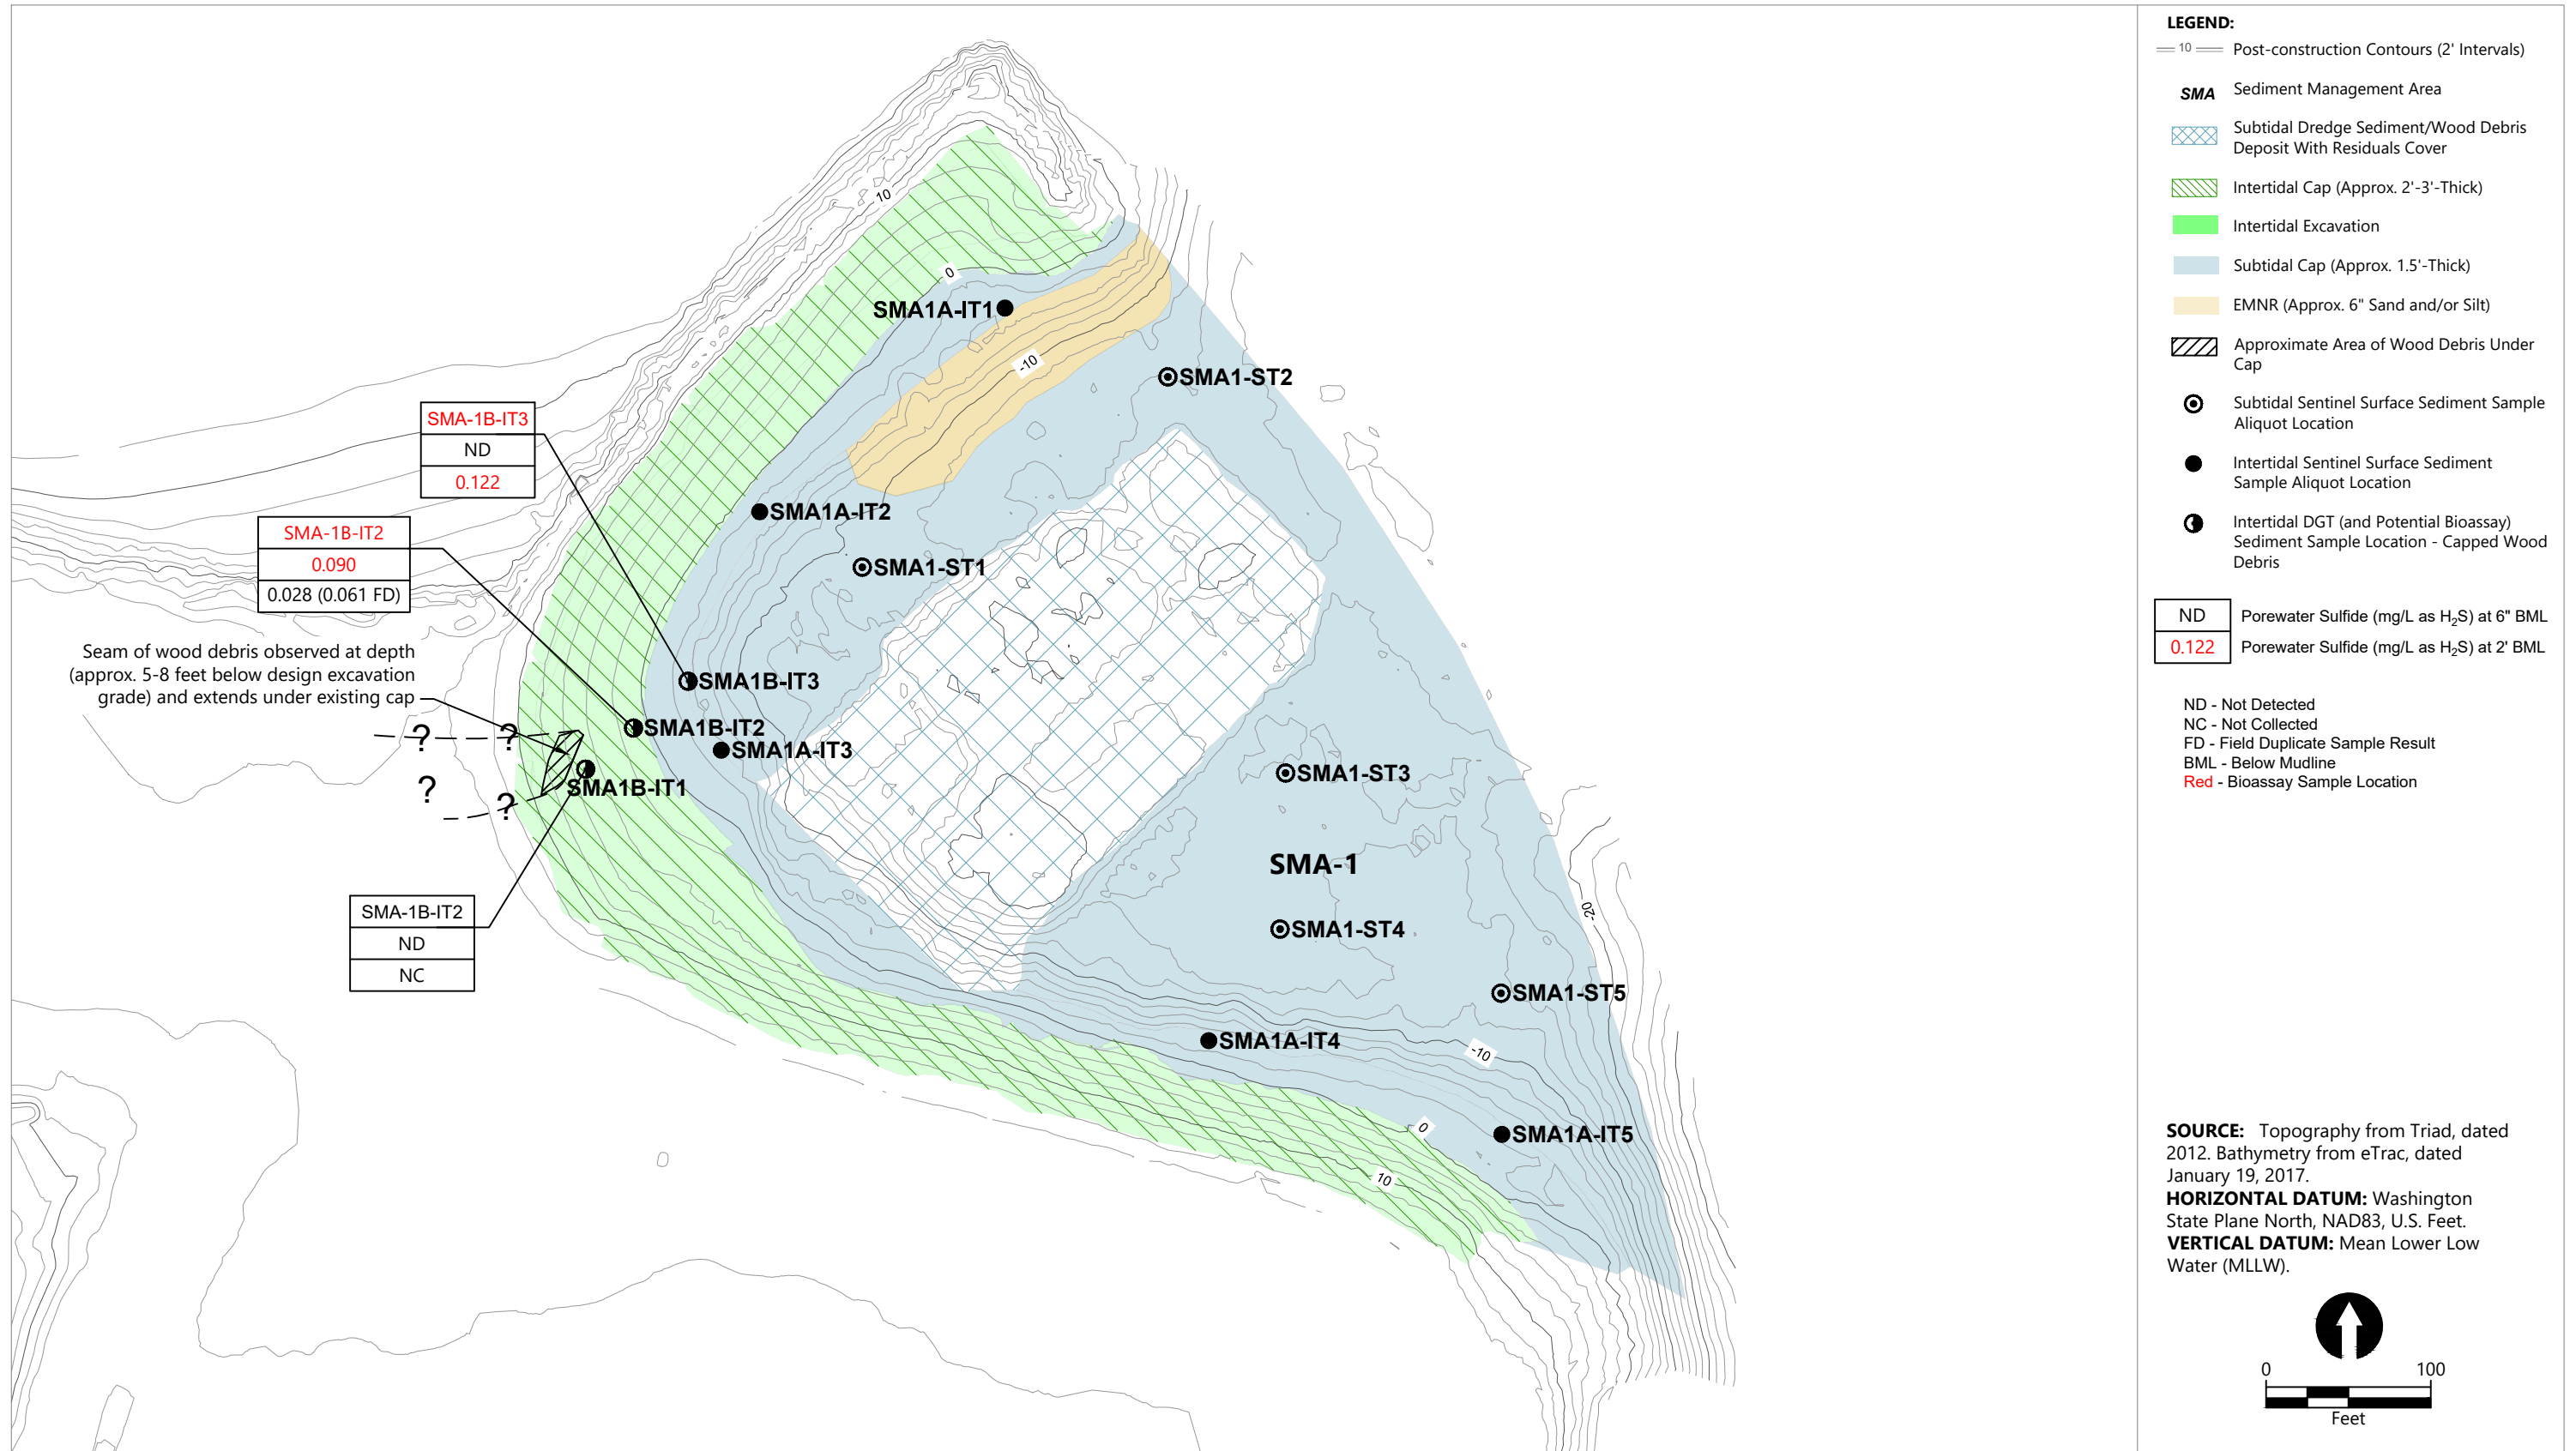 10
0
SMA1A-IT1
-10
SMA1-ST2
SMA-1B-IT3
ND
0.122
SMA1A-IT2
SMA-1B-IT2
0.090
0.028 (0.061 FD)
SMA1-ST1
Seam of wood debris observed at depth
(approx. 5-8 feet below design excavation
grade) and extends under existing cap
SMA1B-IT3
SMA1B-IT2
SMA1A-IT3
?
?
?
?
SMA1B-IT1
SMA1-ST3
SMA-1
SMA-1B-IT2
ND
NC
-20
SMA1-ST4
SMA1-ST5
SMA1A-IT4
-10
0
SMA1A-IT5
10
LEGEND:
10 Post-construction Contours (2' Intervals)
SMA Sediment Management Area
Subtidal Dredge Sediment/Wood Debris
Deposit With Residuals Cover
Intertidal Cap (Approx. 2'-3'-Thick)
Intertidal Excavation
Subtidal Cap (Approx. 1.5'-Thick)
EMNR (Approx. 6" Sand and/or Silt)
Approximate Area of Wood Debris Under
Cap
Subtidal Sentinel Surface Sediment Sample
Aliquot Location
Intertidal Sentinel Surface Sediment
Sample Aliquot Location
Intertidal DGT (and Potential Bioassay)
Sediment Sample Location - Capped Wood
Debris
ND Porewater Sulfide (mg/L as H₂S) at 6" BML
0.122 Porewater Sulfide (mg/L as H₂S) at 2' BML
ND - Not Detected
NC - Not Collected
FD - Field Duplicate Sample Result
BML - Below Mudline
Red - Bioassay Sample Location
SOURCE: Topography from Triad, dated
2012. Bathymetry from eTrac, dated
January 19, 2017.
HORIZONTAL DATUM: Washington
State Plane North, NAD83, U.S. Feet.
VERTICAL DATUM: Mean Lower Low
Water (MLLW).
0 100
Feet